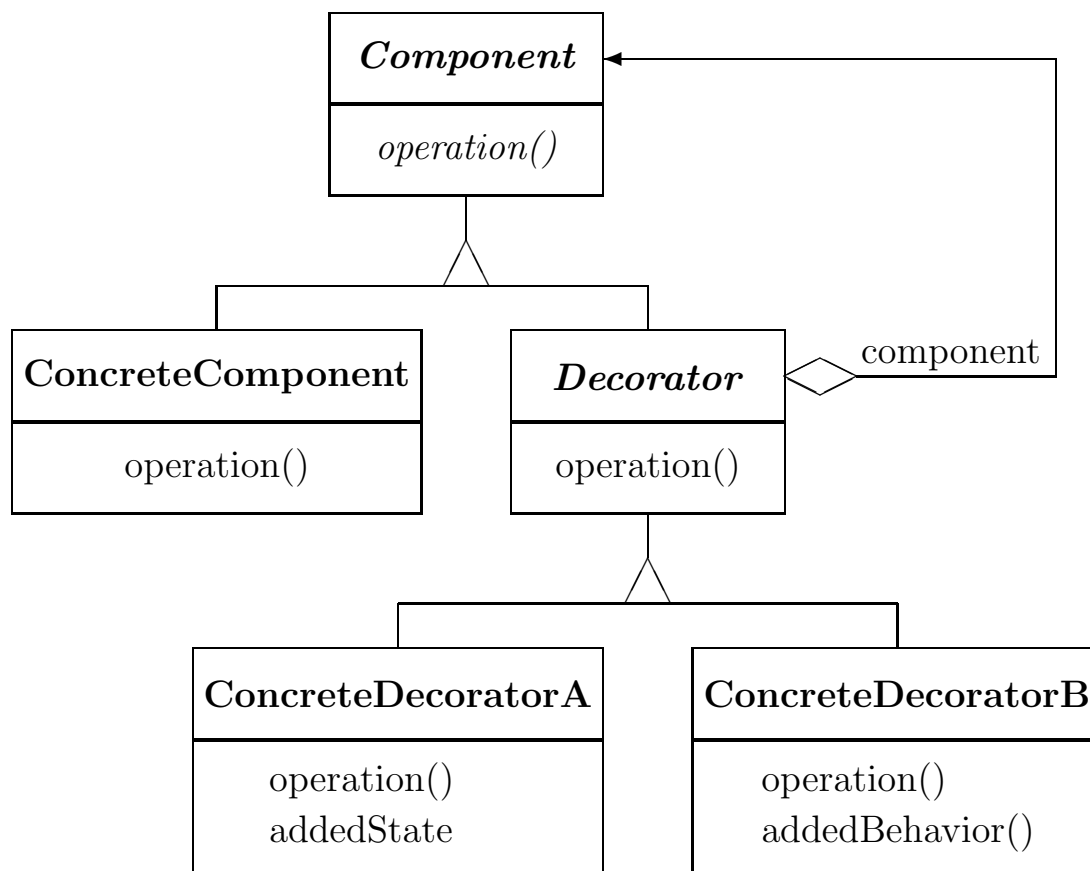 Component
operation()
component
ConcreteComponent
Decorator
operation()
operation()
ConcreteDecoratorA
ConcreteDecoratorB
operation()
addedState
operation()
addedBehavior()